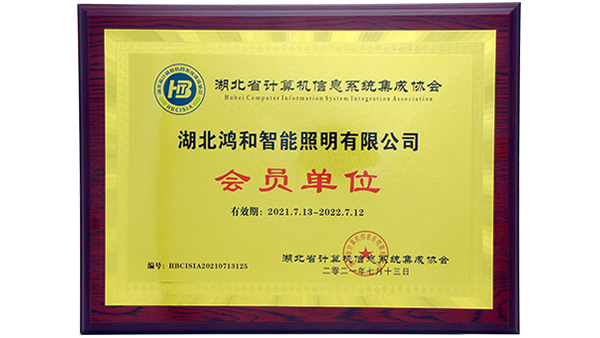 湖北省计算机信息系统集成协会
Hubei Computer Information System Integration Association
HBCISIA
湖北鸿和智能照明有限公司
会员单位
有效期：2021.7.13-2022.7.12
编号：HBCISIA20210713125
湖北省计算机信息系统集成协会
二零二一年七月十三日